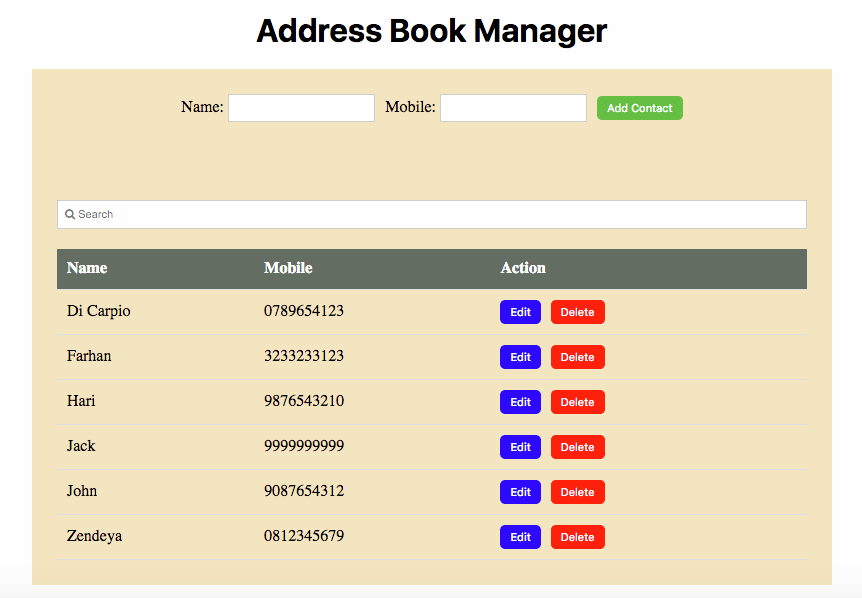 Address Book Manager
Name: Mobile: Add Contact
Search
Name Mobile Action
Di Carpio 0789654123 Edit Delete
Farhan 3233233123 Edit Delete
Hari 9876543210 Edit Delete
Jack 9999999999 Edit Delete
John 9087654312 Edit Delete
Zendeya 0812345679 Edit Delete